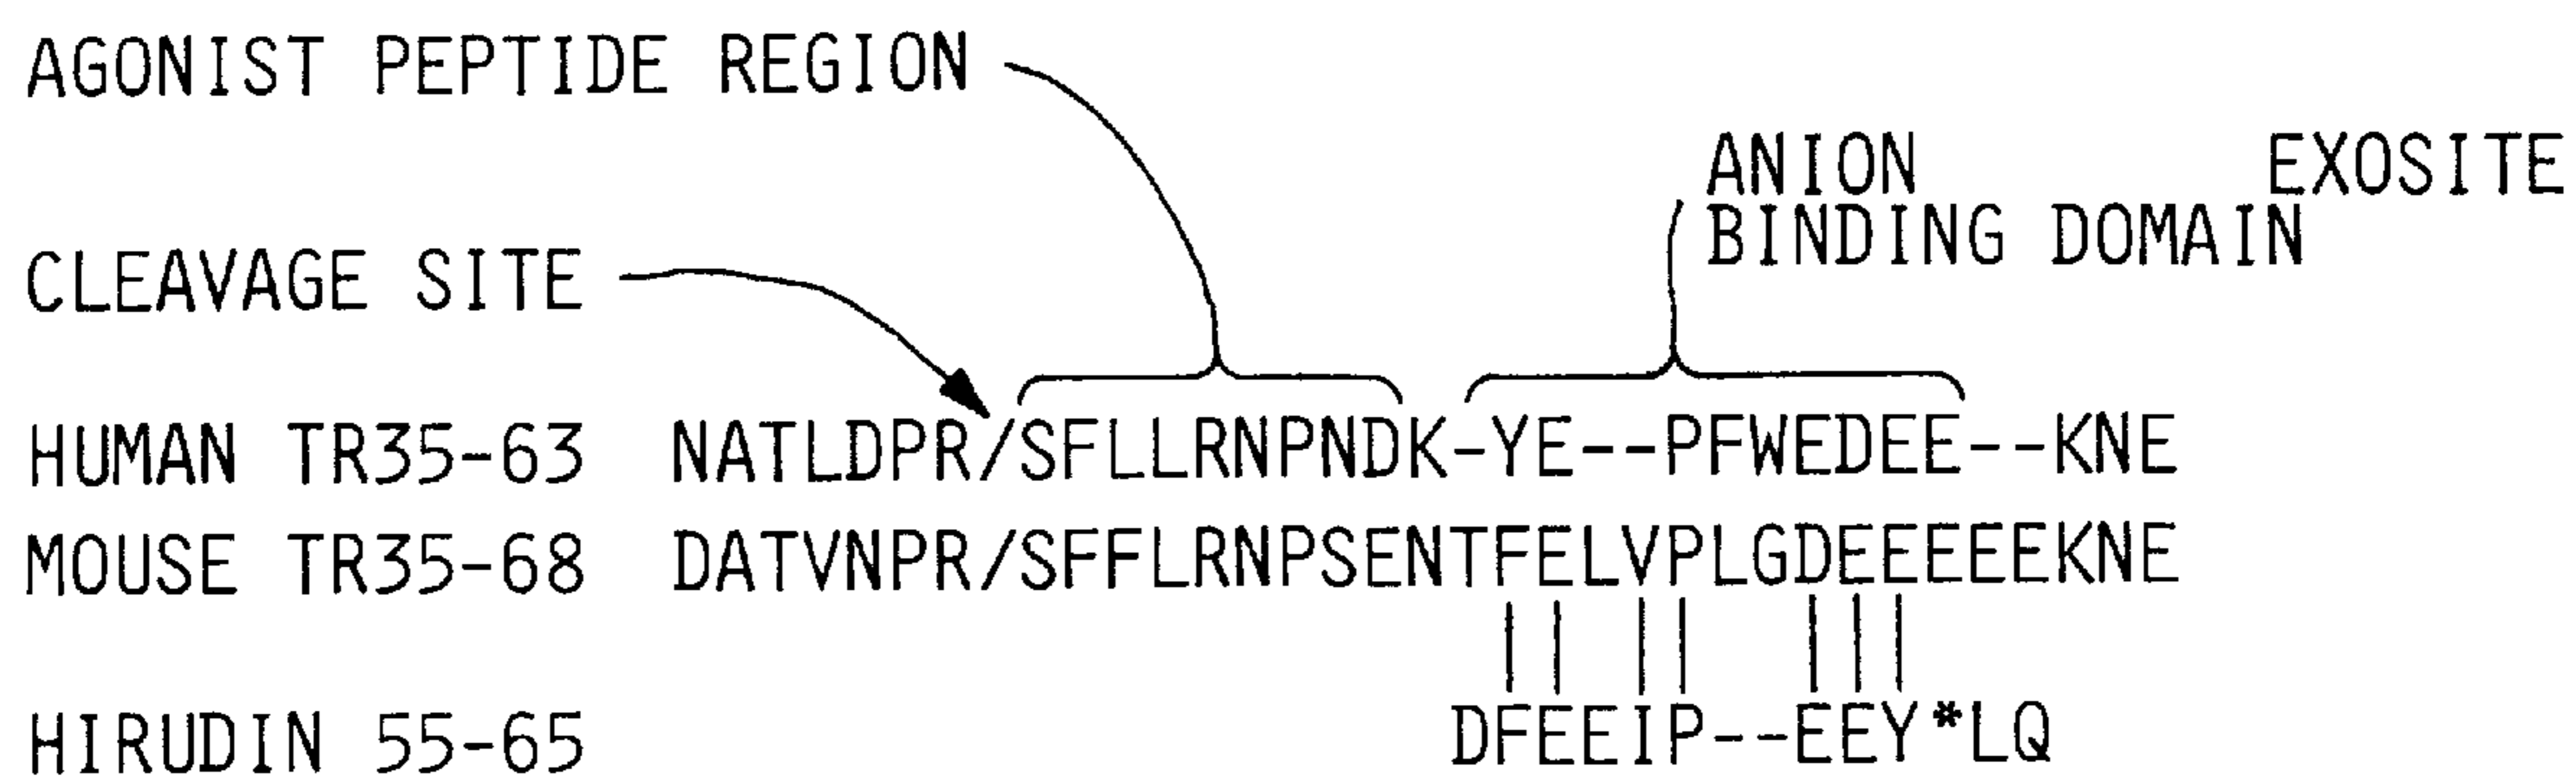 AGONIST PEPTIDE REGION
ANION EXOSITE
BINDING DOMAIN
CLEAVAGE SITE
HUMAN TR35-63 NATLDPR/SFLLRNPNDK-YE--PFWEDEE--KNE
MOUSE TR35-68 DATVNPR/SFFLRNPSENTFELVPLGDEEEEEKNE
HIRUDIN 55-65 DFEEIP--EEY*LQ